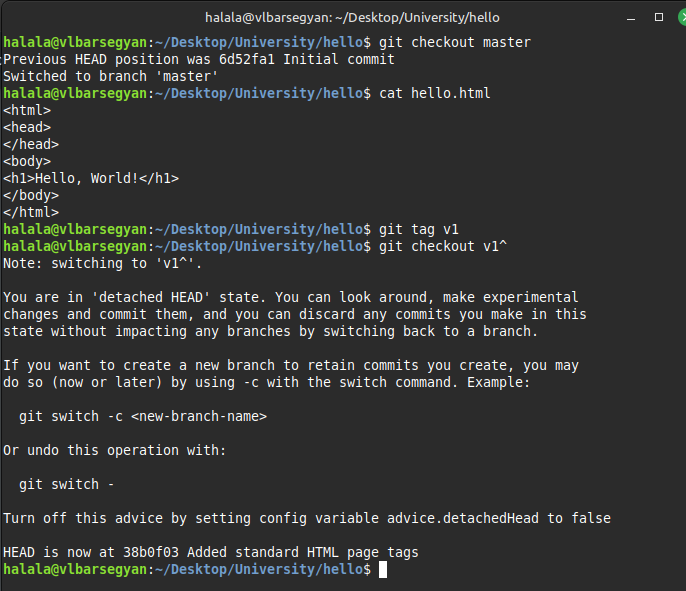 halala@vlbarsegyan: ~/Desktop/University/hello
halala@vlbarsegyan:~/Desktop/University/hello$ git checkout master
Previous HEAD position was 6d52fa1 Initial commit
Switched to branch 'master'
halala@vlbarsegyan:~/Desktop/University/hello$ cat hello.html
<html>
<head>
</head>
<body>
<h1>Hello, World!</h1>
</body>
</html>
halala@vlbarsegyan:~/Desktop/University/hello$ git tag v1
halala@vlbarsegyan:~/Desktop/University/hello$ git checkout v1^
Note: switching to 'v1^'.
You are in 'detached HEAD' state. You can look around, make experimental
changes and commit them, and you can discard any commits you make in this
state without impacting any branches by switching back to a branch.
If you want to create a new branch to retain commits you create, you may
do so (now or later) by using -c with the switch command. Example:
git switch -c <new-branch-name>
Or undo this operation with:
git switch -
Turn off this advice by setting config variable advice.detachedHead to false
HEAD is now at 38b0f03 Added standard HTML page tags
halala@vlbarsegyan:~/Desktop/University/hello$